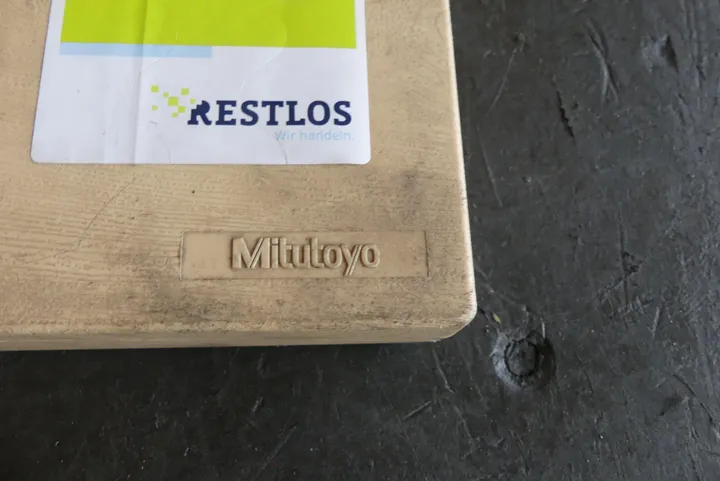 RESTLOS
Wir handeln.
Mitutoyo